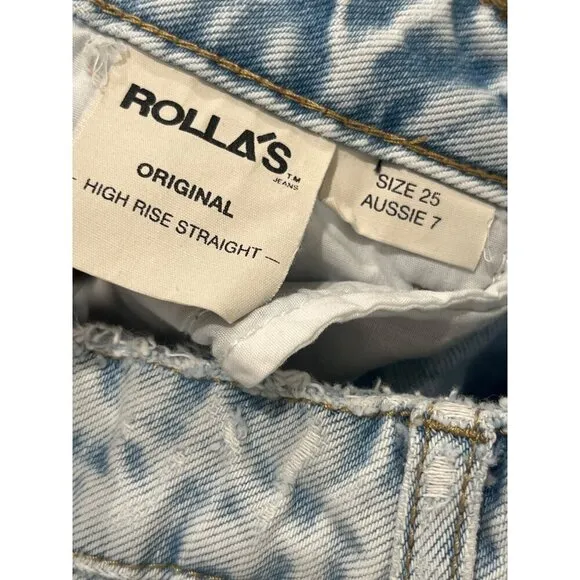 ROLLA'S
TM
JEANS
ORIGINAL
- HIGH RISE STRAIGHT -
SIZE 25
AUSSIE 7